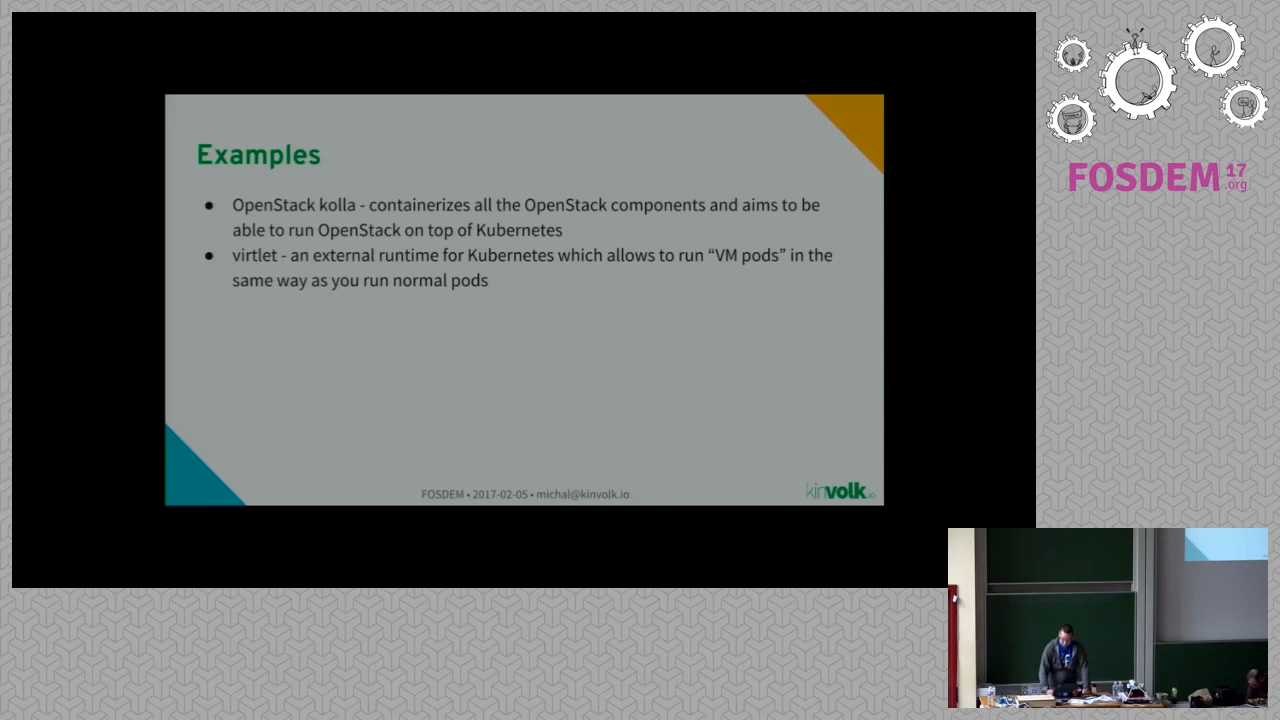 Examples
● OpenStack kolla - containerizes all the OpenStack components and aims to be
able to run OpenStack on top of Kubernetes
● virtlet - an external runtime for Kubernetes which allows to run “VM pods” in the
same way as you run normal pods
FOSDEM • 2017-02-05 • michal@kinvolk.io
kinvolk.io
FOSDEM 17
.org